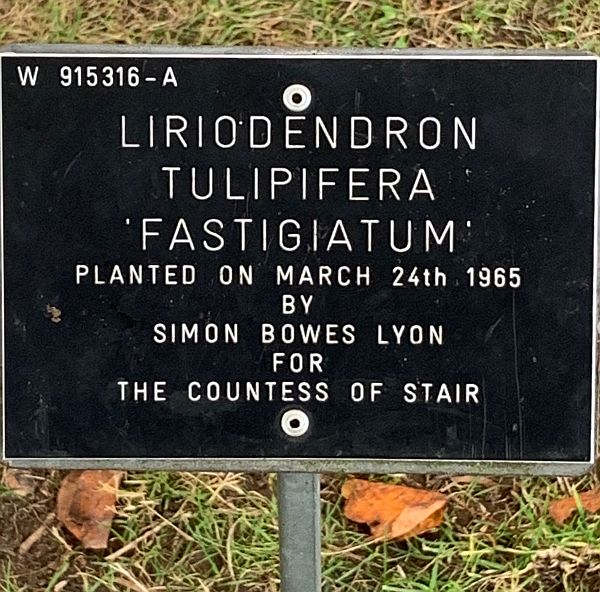 W 915316-A
LIRIODENDRON
TULIPIFERA
'FASTIGIATUM'
PLANTED ON MARCH 24th 1965
BY
SIMON BOWES LYON
FOR
THE COUNTESS OF STAIR